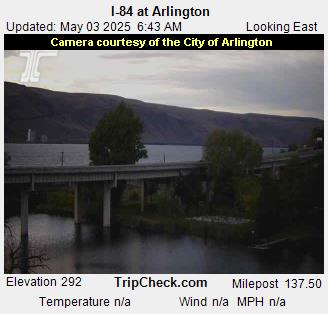 I-84 at Arlington
Updated: May 03 2025 6:43 AM Looking East
Camera courtesy of the City of Arlington
Elevation 292 TripCheck.com Milepost 137.50
Temperature n/a Wind n/a MPH n/a